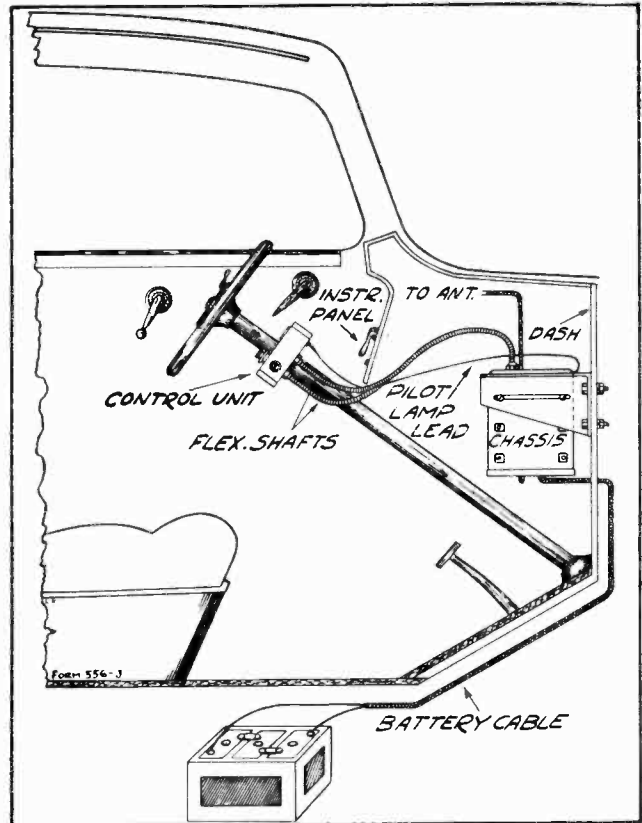 INSTR.
PANEL
TO ANT.
DASH
CONTROL UNIT
PILOT
LAMP
LEAD
CHASSIS
FLEX. SHAFTS
FORM 556-J
BATTERY CABLE